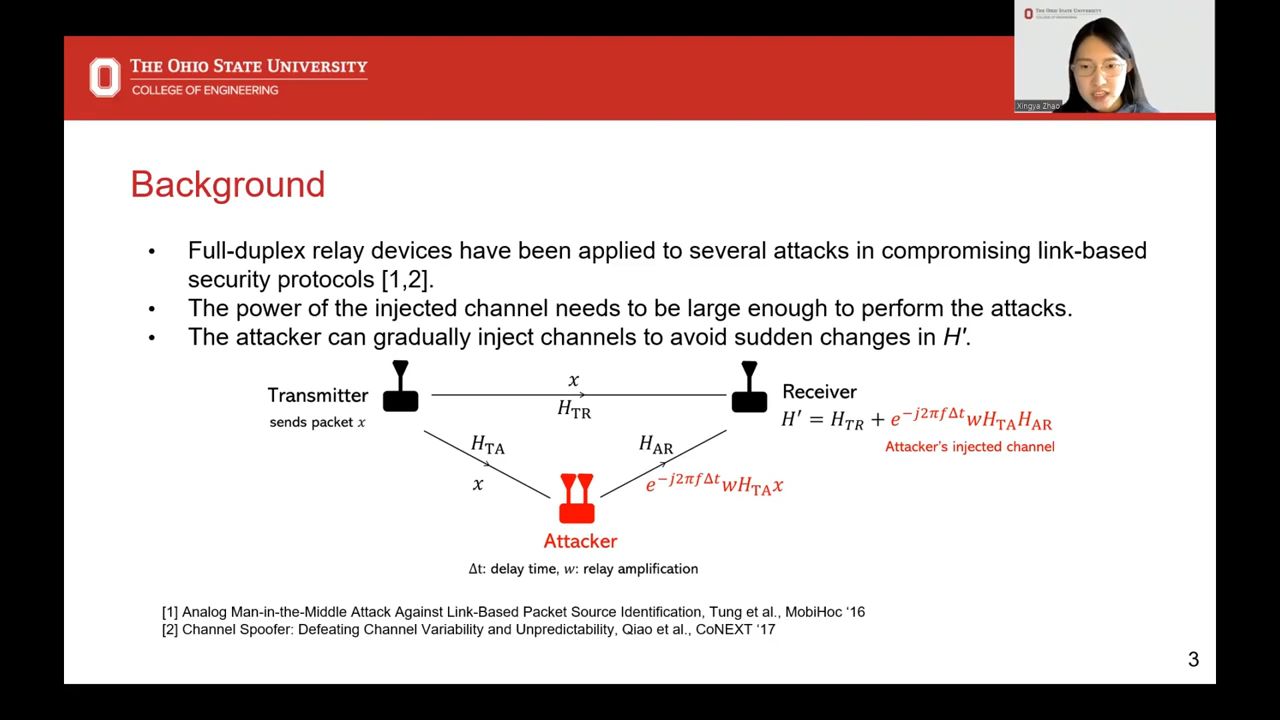 THE OHIO STATE UNIVERSITY
COLLEGE OF ENGINEERING
THE OHIO STATE UNIVERSITY
COLLEGE OF ENGINEERING
Xingya Zhao
Background
• Full-duplex relay devices have been applied to several attacks in compromising link-based
security protocols [1,2].
• The power of the injected channel needs to be large enough to perform the attacks.
• The attacker can gradually inject channels to avoid sudden changes in H'.
Transmitter
sends packet x
x
H_TR
Receiver
H′ = H_TR + e^{−j2πfΔt}wH_TA H_AR
Attacker's injected channel
H_TA
x
H_AR
e^{−j2πfΔt}wH_TA x
Attacker
Δt: delay time, w: relay amplification
[1] Analog Man-in-the-Middle Attack Against Link-Based Packet Source Identification, Tung et al., MobiHoc ‘16
[2] Channel Spoofer: Defeating Channel Variability and Unpredictability, Qiao et al., CoNEXT ‘17
3